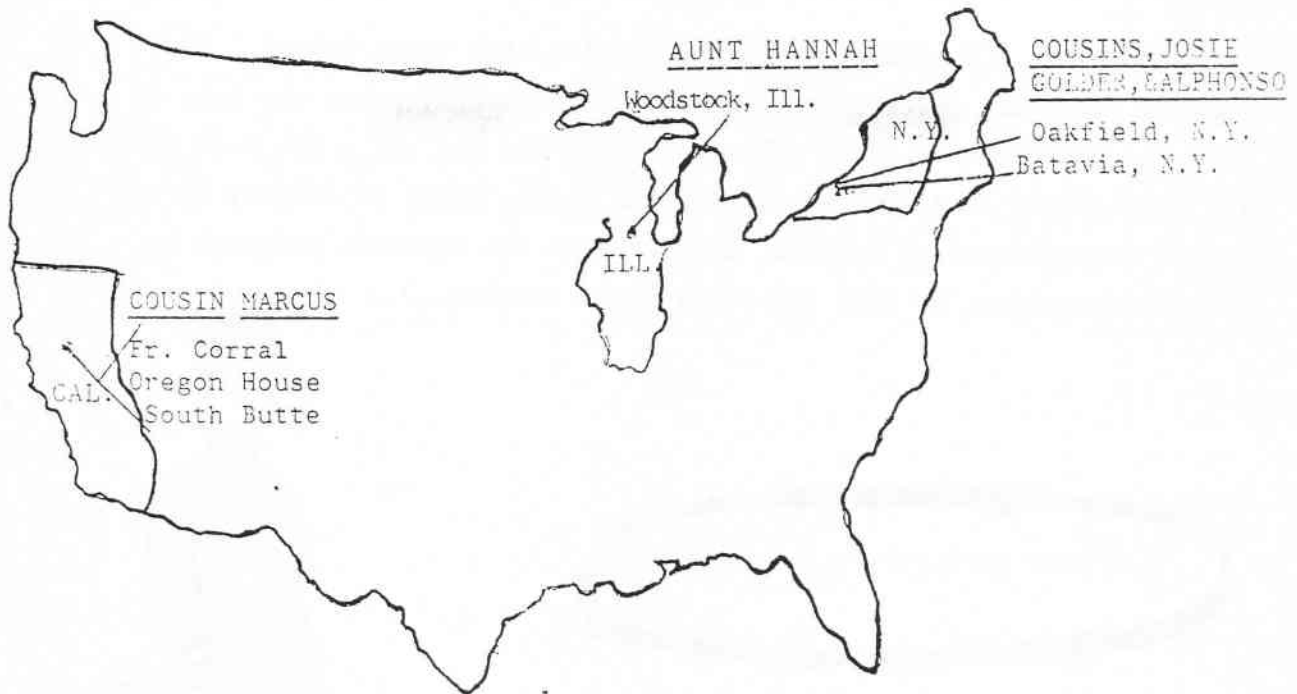 AUNT HANNAH
Woodstock, Ill.
COUSINS, JOSIE
GOLDER, &ALPHONSO
N.Y.
Oakfield, N.Y.
Batavia, N.Y.
ILL.
COUSIN MARCUS
Fr. Corral
Oregon House
CAL.
South Butte